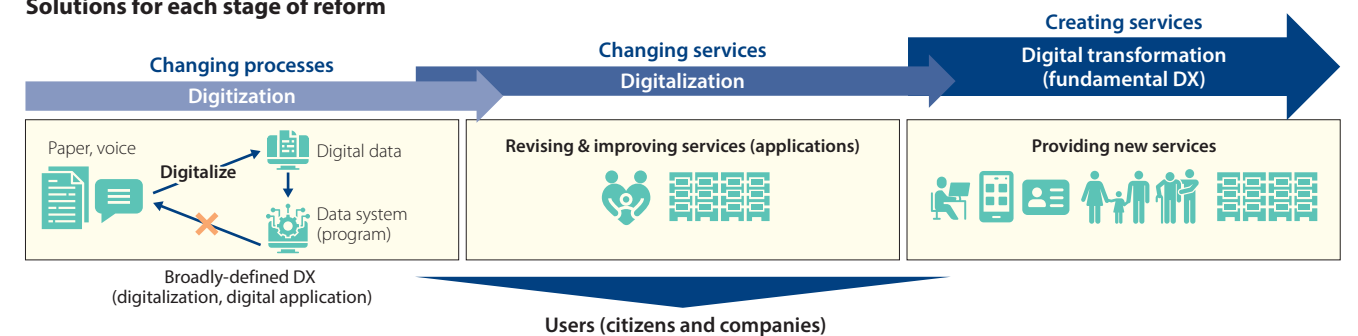 Solutions for each stage of reform
Changing processes
Digitization
Changing services
Digitalization
Creating services
Digital transformation
(fundamental DX)
Paper, voice
Digitalize
Digital data
Data system
(program)
Revising & improving services (applications)
Providing new services
Broadly-defined DX
(digitalization, digital application)
Users (citizens and companies)